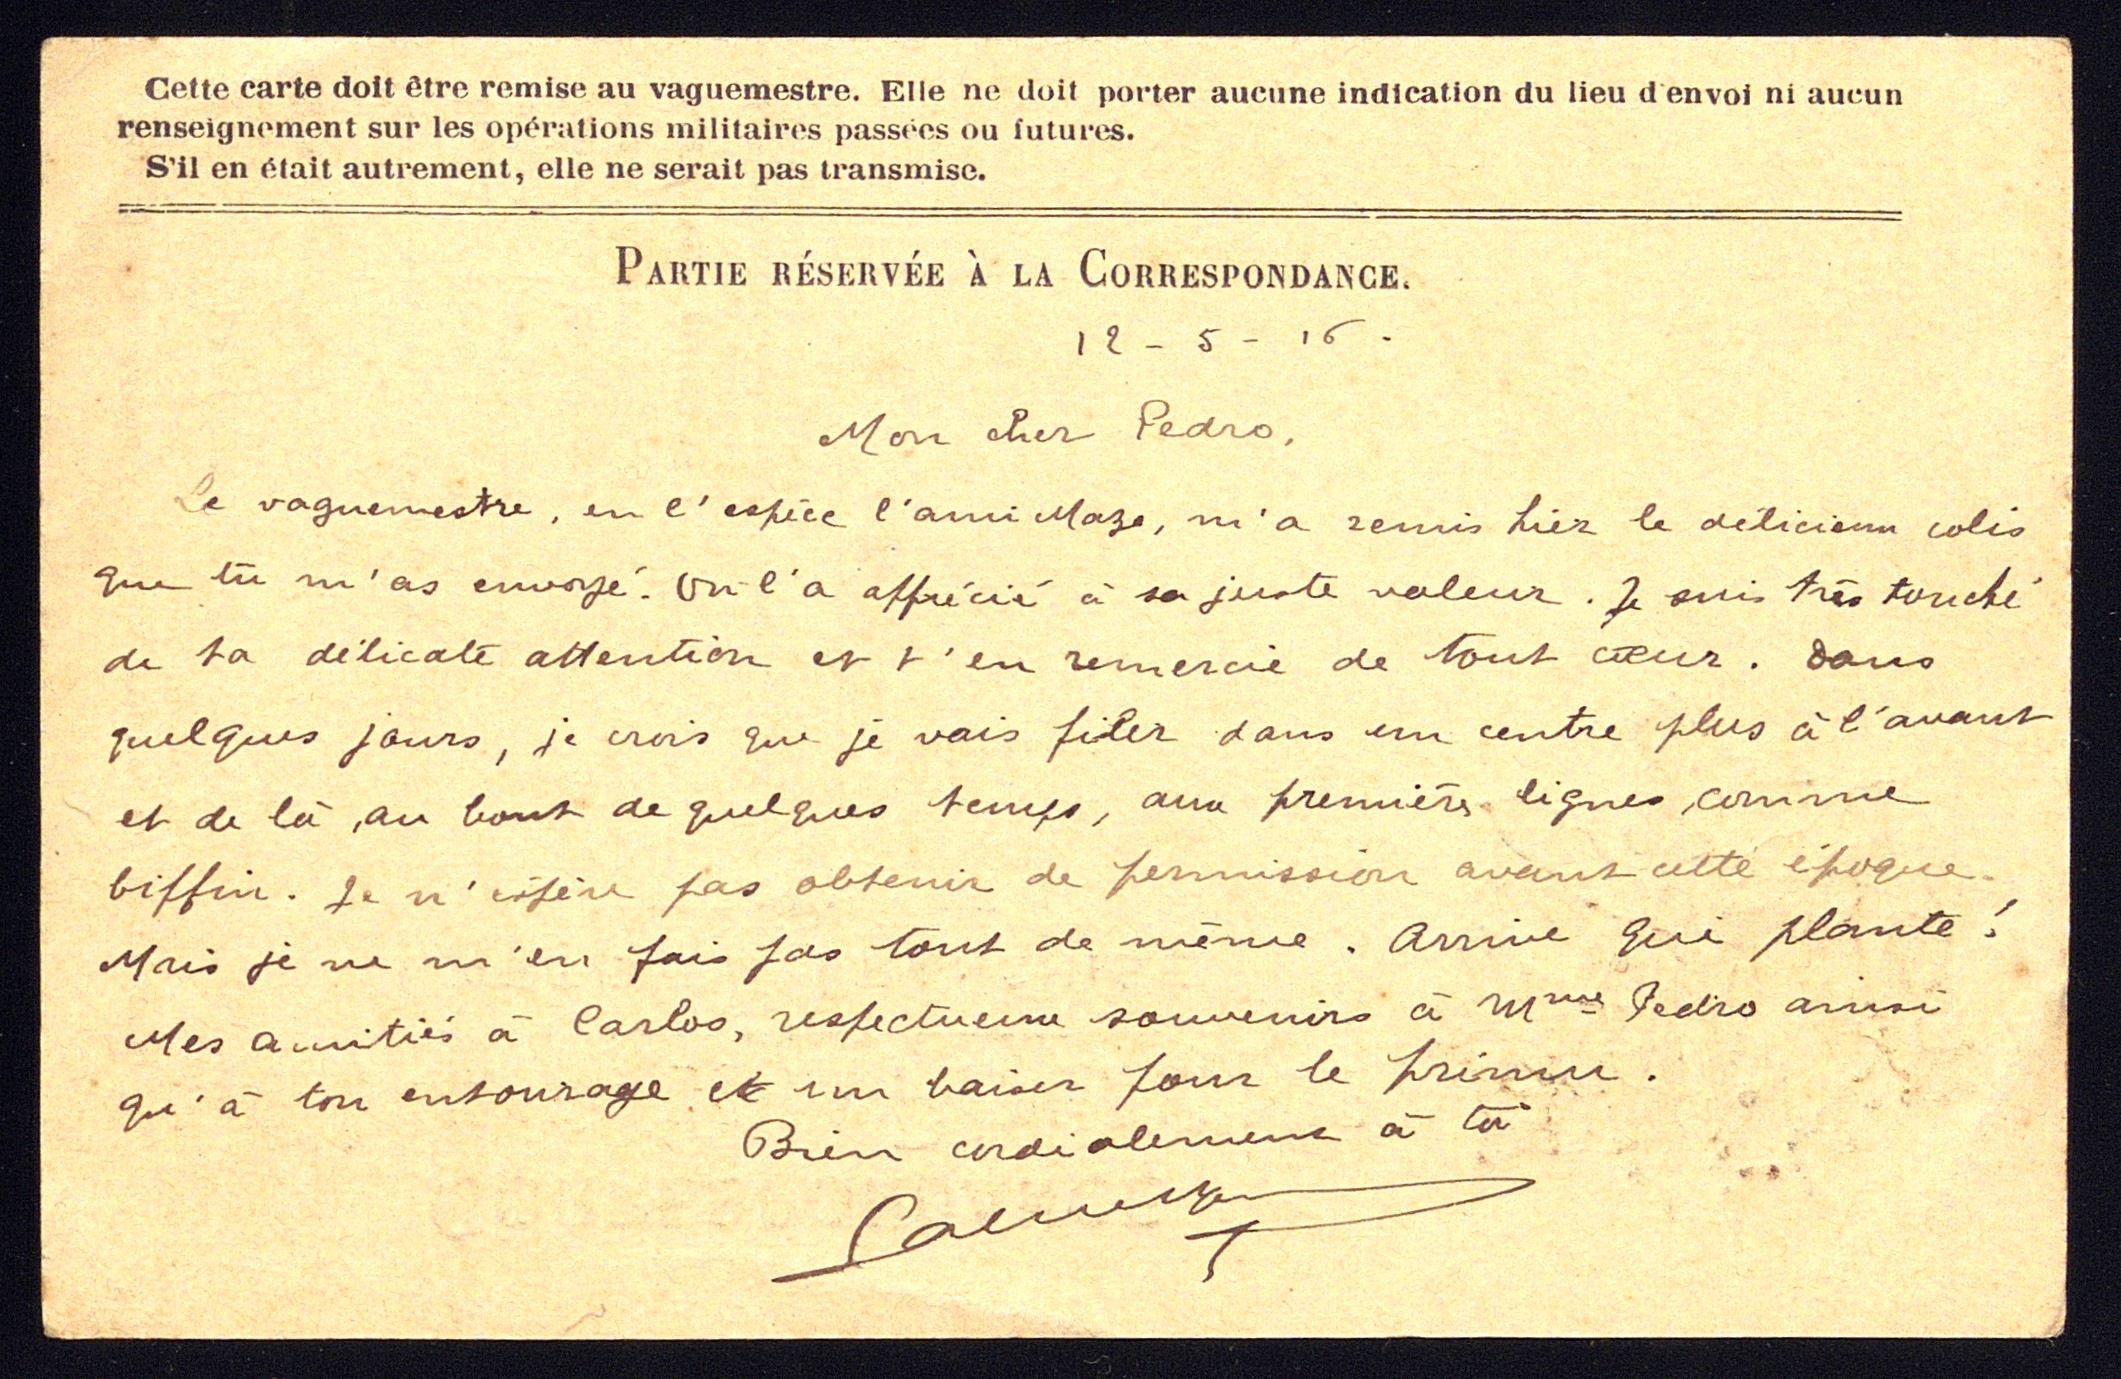 Cette carte doit être remise au vaguemestre. Elle ne doit porter aucune indication du lieu d'envoi ni aucun
renseignement sur les opérations militaires passées ou futures.
S'il en était autrement, elle ne serait pas transmise.
PARTIE RÉSERVÉE À LA CORRESPONDANCE.
12 - 5 - 16 .
Mon cher Pedro,
Le vaguemestre, en l'espèce l'ami Maze, m'a remis hier le délicieux colis
que tu m'as envoyé. On l'a apprécié à sa juste valeur. Je suis très touché
de ta délicate attention et t'en remercie de tout cœur. Dans
quelques jours, je crois que je vais filer dans un centre plus à l'avant
et de là, au bout de quelques temps, aux premières lignes, comme
biffin. Je n'espère pas obtenir de permission avant cette époque.
Mais je ne m'en fais pas tout de même. Arrive qui plante !
Mes amitiés à Carlos, respectueux souvenirs à Mme Pedro ainsi
qu'à ton entourage et un baiser pour le
Bien cordialement à toi